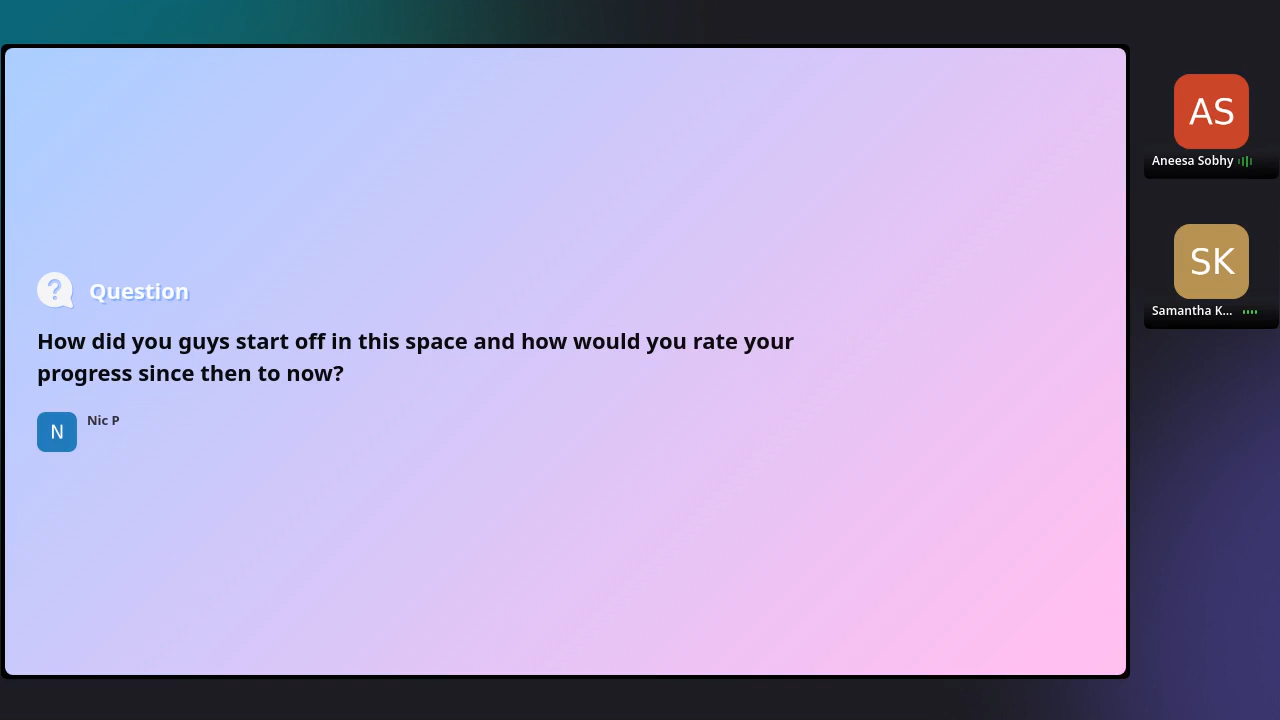 AS
Aneesa Sobhy
SK
Samantha K...
Question
How did you guys start off in this space and how would you rate your
progress since then to now?
N
Nic P